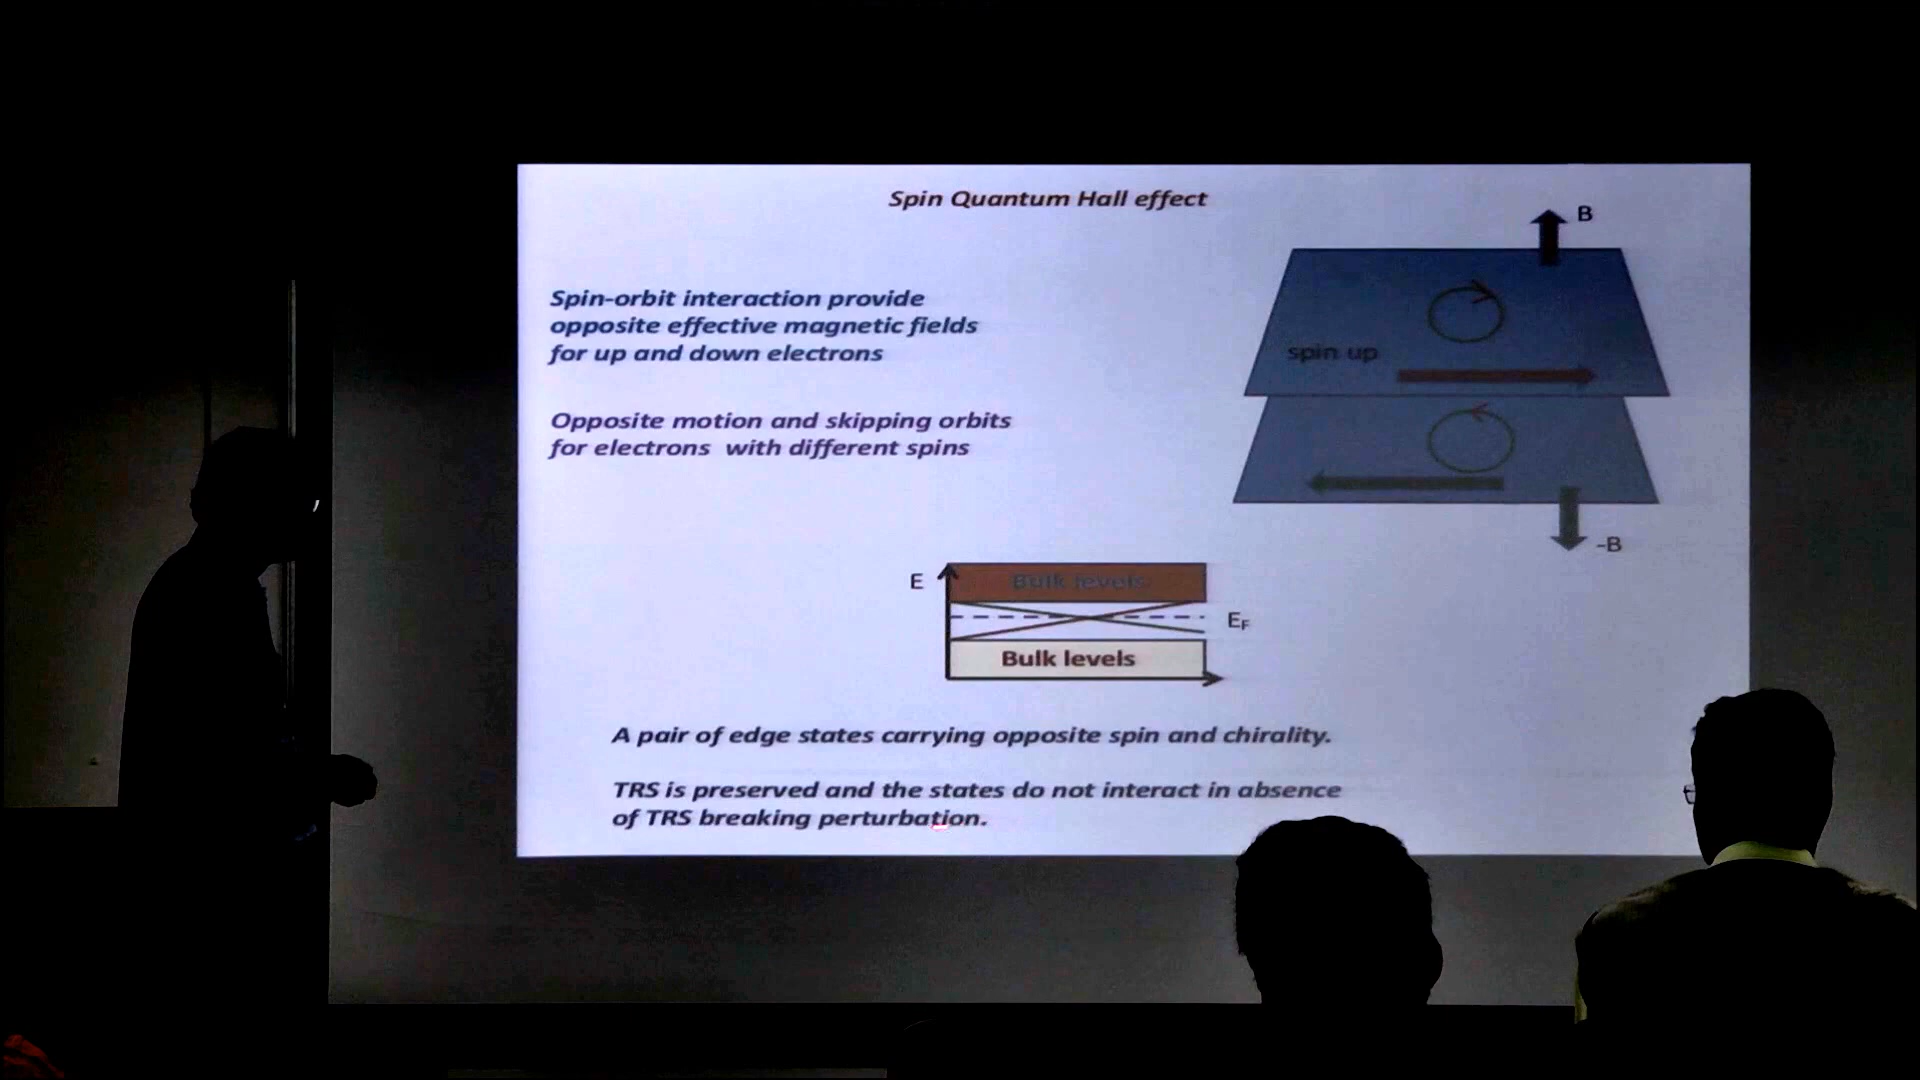 Spin Quantum Hall effect
B
Spin-orbit interaction provide
opposite effective magnetic fields
for up and down electrons
spin up
Opposite motion and skipping orbits
for electrons with different spins
-B
E
Bulk levels
EF
Bulk levels
A pair of edge states carrying opposite spin and chirality.
TRS is preserved and the states do not interact in absence
of TRS breaking perturbation.